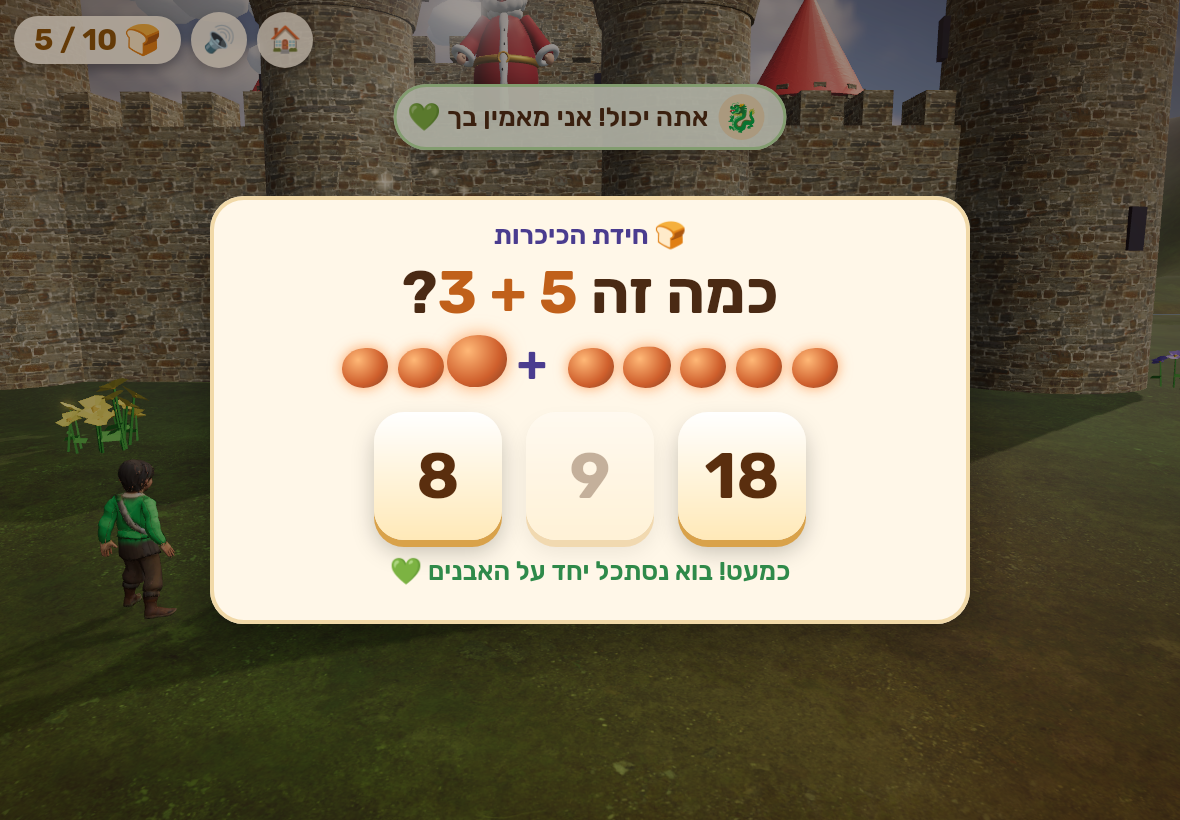 5 / 10
אתה יכול! אני מאמין בך
חידת הכיכרות
כמה זה 5 + 3?
+
8 9 18
כמעט! בוא נסתכל יחד על האבנים